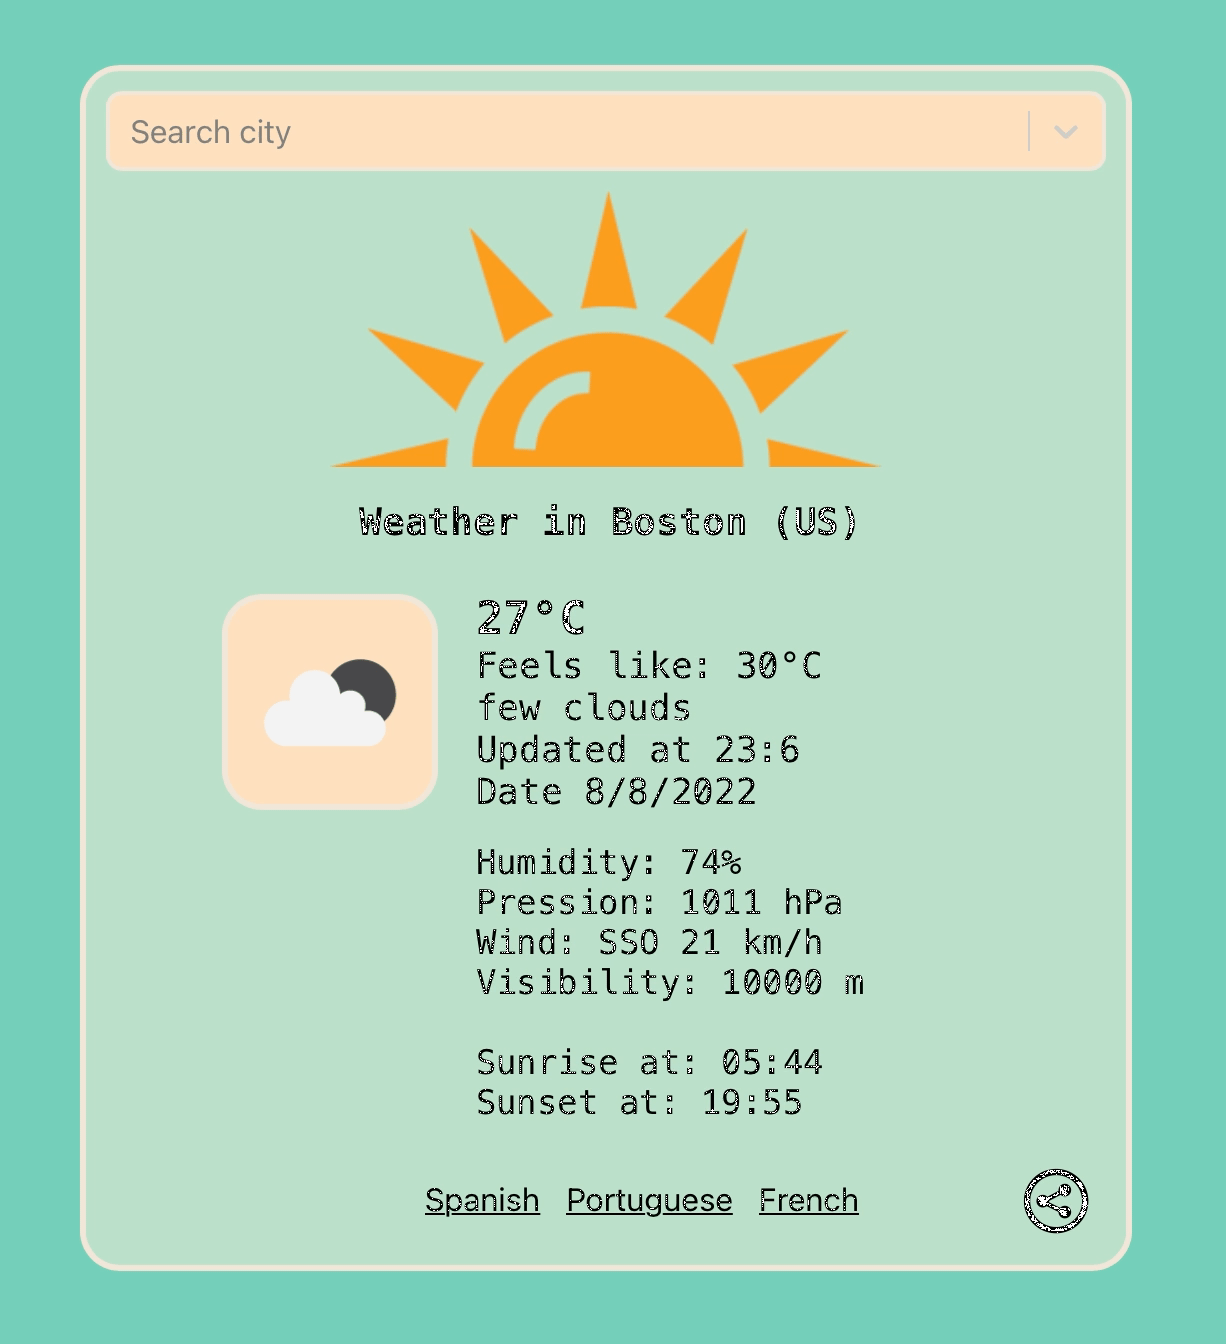 Search city
Weather in Boston (US)
27°C
Feels like: 30°C
few clouds
Updated at 23:6
Date 8/8/2022
Humidity: 74%
Pression: 1011 hPa
Wind: SSO 21 km/h
Visibility: 10000 m
Sunrise at: 05:44
Sunset at: 19:55
Spanish Portuguese French